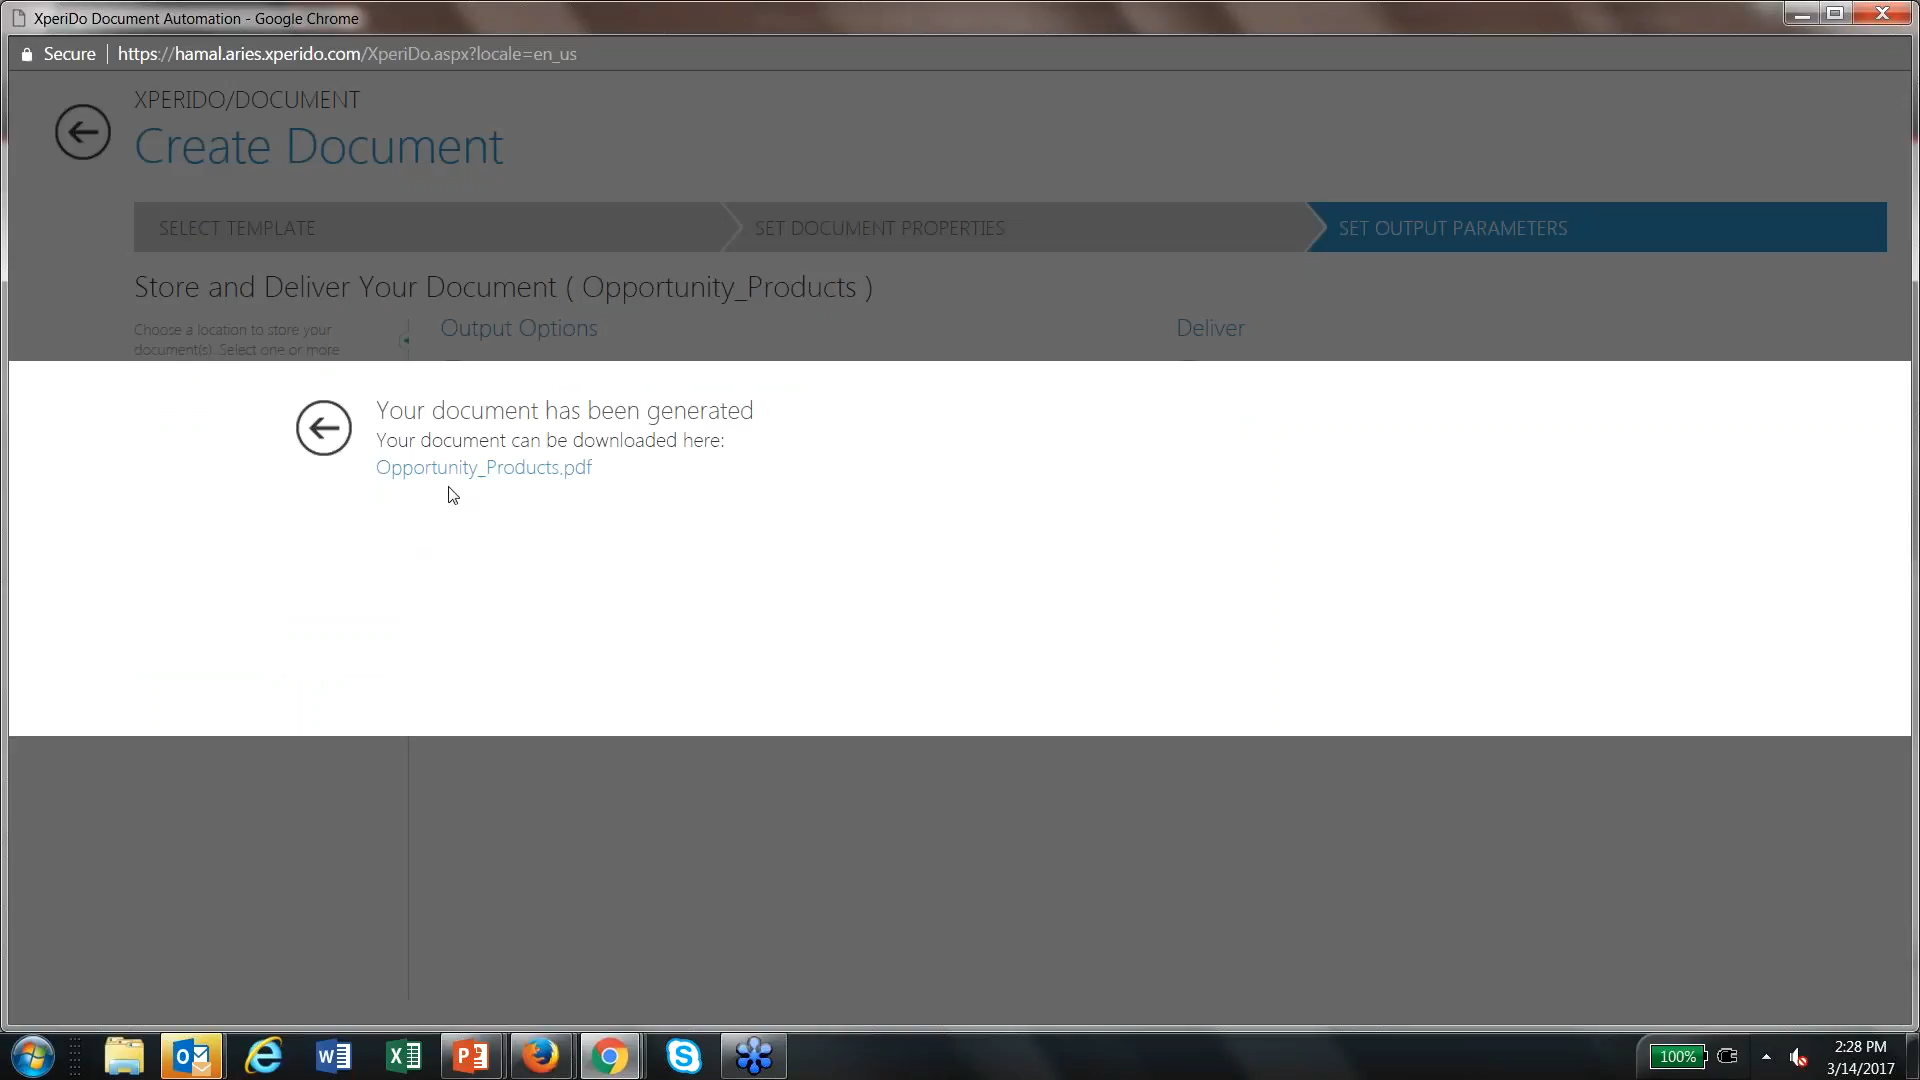 XperiDo Document Automation - Google Chrome
Secure https://hamal.aries.xperido.com/XperiDo.aspx?locale=en_us
XPERIDO/DOCUMENT
Create Document
SELECT TEMPLATE
SET DOCUMENT PROPERTIES
SET OUTPUT PARAMETERS
Store and Deliver Your Document ( Opportunity_Products )
Choose a location to store your
document(s). Select one or more
Output Options
Deliver
Your document has been generated
Your document can be downloaded here:
Opportunity_Products.pdf
100%
2:28 PM
3/14/2017